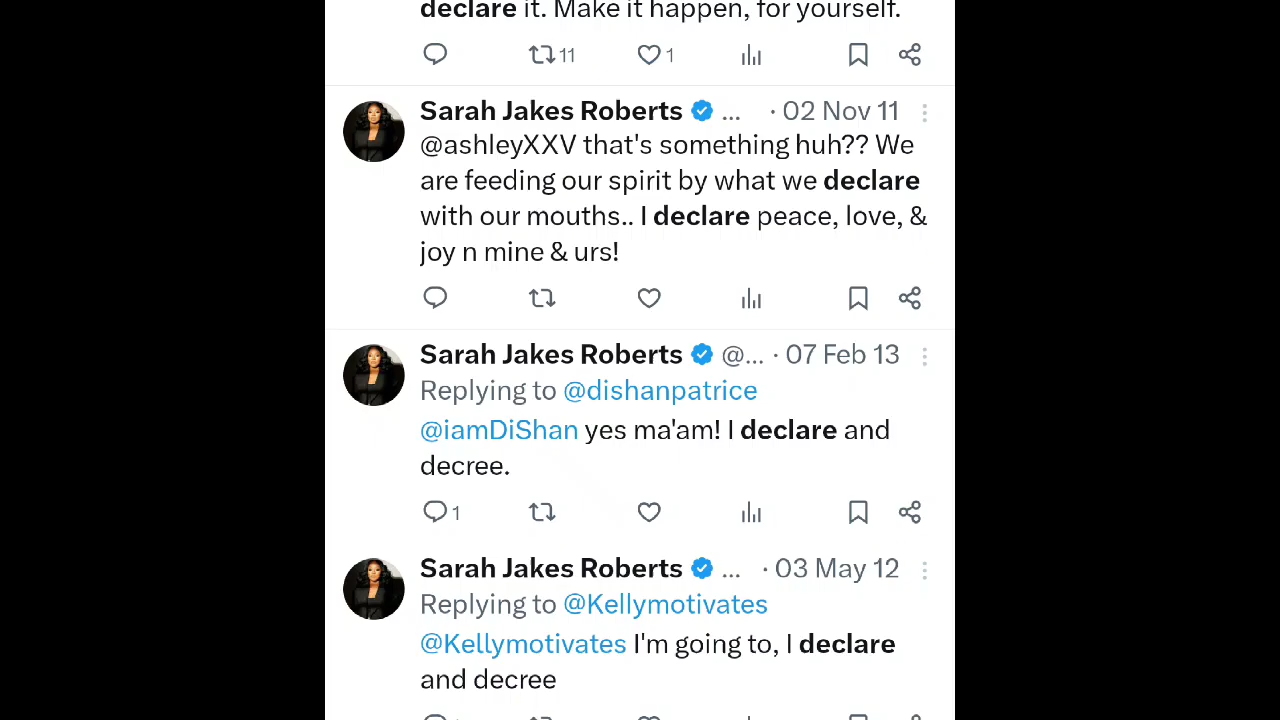 declare it. Make it happen, for yourself.
11 1
Sarah Jakes Roberts ... · 02 Nov 11
@ashleyXXV that's something huh?? We
are feeding our spirit by what we declare
with our mouths.. I declare peace, love, &
joy n mine & urs!
Sarah Jakes Roberts @... · 07 Feb 13
Replying to @dishanpatrice
@iamDiShan yes ma'am! I declare and
decree.
1
Sarah Jakes Roberts ... · 03 May 12
Replying to @Kellymotivates
@Kellymotivates I'm going to, I declare
and decree